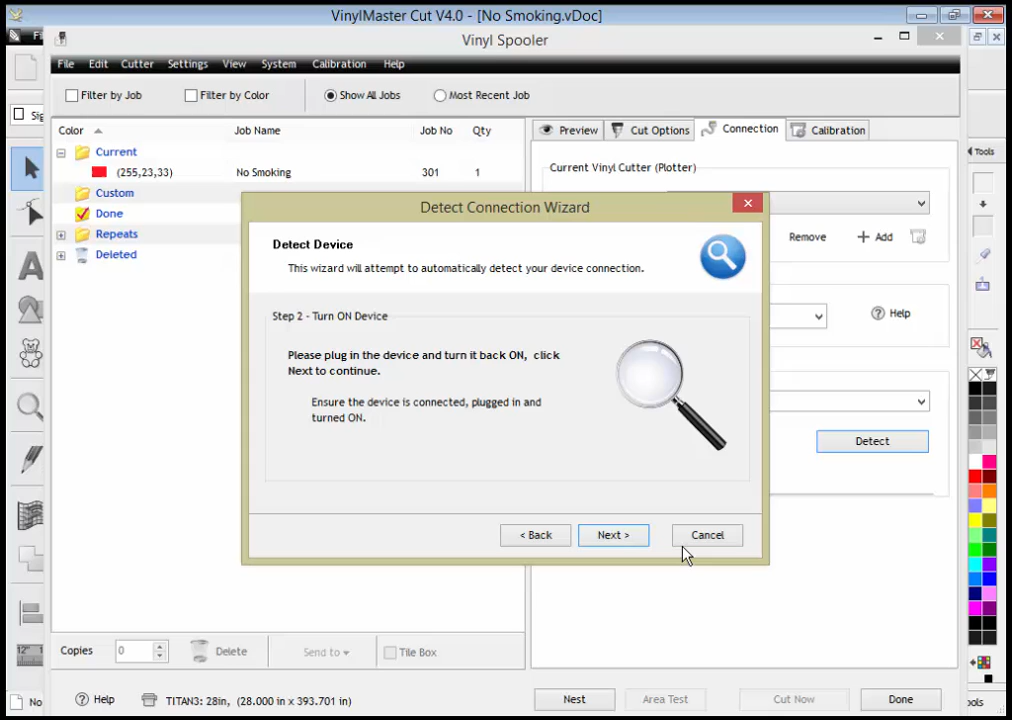 VinylMaster Cut V4.0 - [No Smoking.vDoc]
Vinyl Spooler
File Edit Cutter Settings View System Calibration Help
Filter by Job Filter by Color Show All Jobs Most Recent Job
Color Job Name Job No Qty
Preview Cut Options Connection Calibration
Tools
Current
(255,23,33) No Smoking 301 1
Custom
Done
Repeats
Deleted
Current Vinyl Cutter (Plotter)
Remove Add
Help
Detect
Detect Connection Wizard
Detect Device
This wizard will attempt to automatically detect your device connection.
Step 2 - Turn ON Device
Please plug in the device and turn it back ON, click
Next to continue.
Ensure the device is connected, plugged in and
turned ON.
< Back Next > Cancel
Copies 0 Delete Send to Tile Box
Help TITAN3: 28in, (28.000 in x 393.701 in) Nest Area Test Cut Now Done